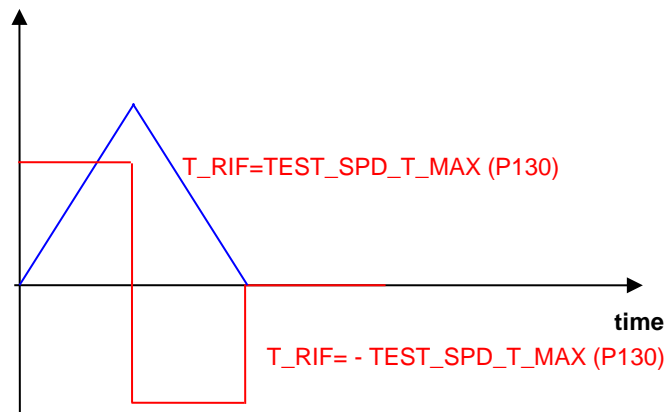 T_RIF=TEST_SPD_T_MAX (P130)
time
T_RIF= - TEST_SPD_T_MAX (P130)